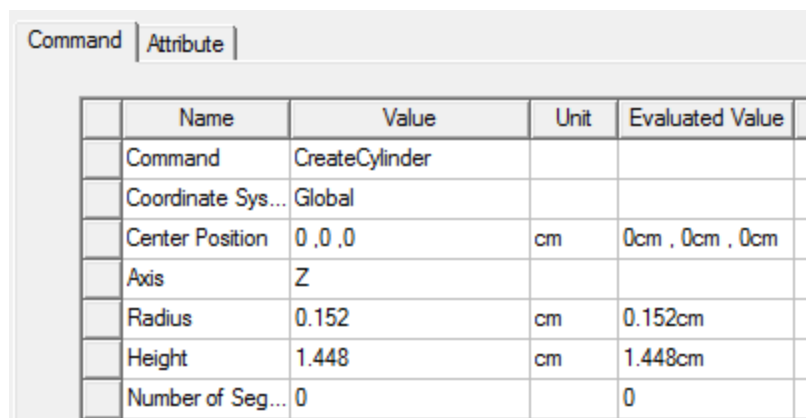 Command Attribute
Name Value Unit Evaluated Value
Command CreateCylinder
Coordinate Sys... Global
Center Position 0 ,0 ,0 cm 0cm , 0cm , 0cm
Axis Z
Radius 0.152 cm 0.152cm
Height 1.448 cm 1.448cm
Number of Seg... 0 0